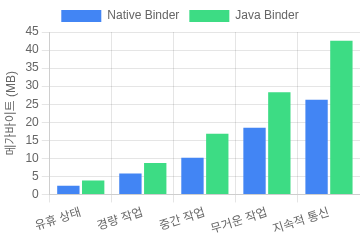 Native Binder
Java Binder
메가바이트 (MB)
45
40
35
30
25
20
15
10
5
0
유휴 상태
경량 작업
중간 작업
무거운 작업
지속적 통신